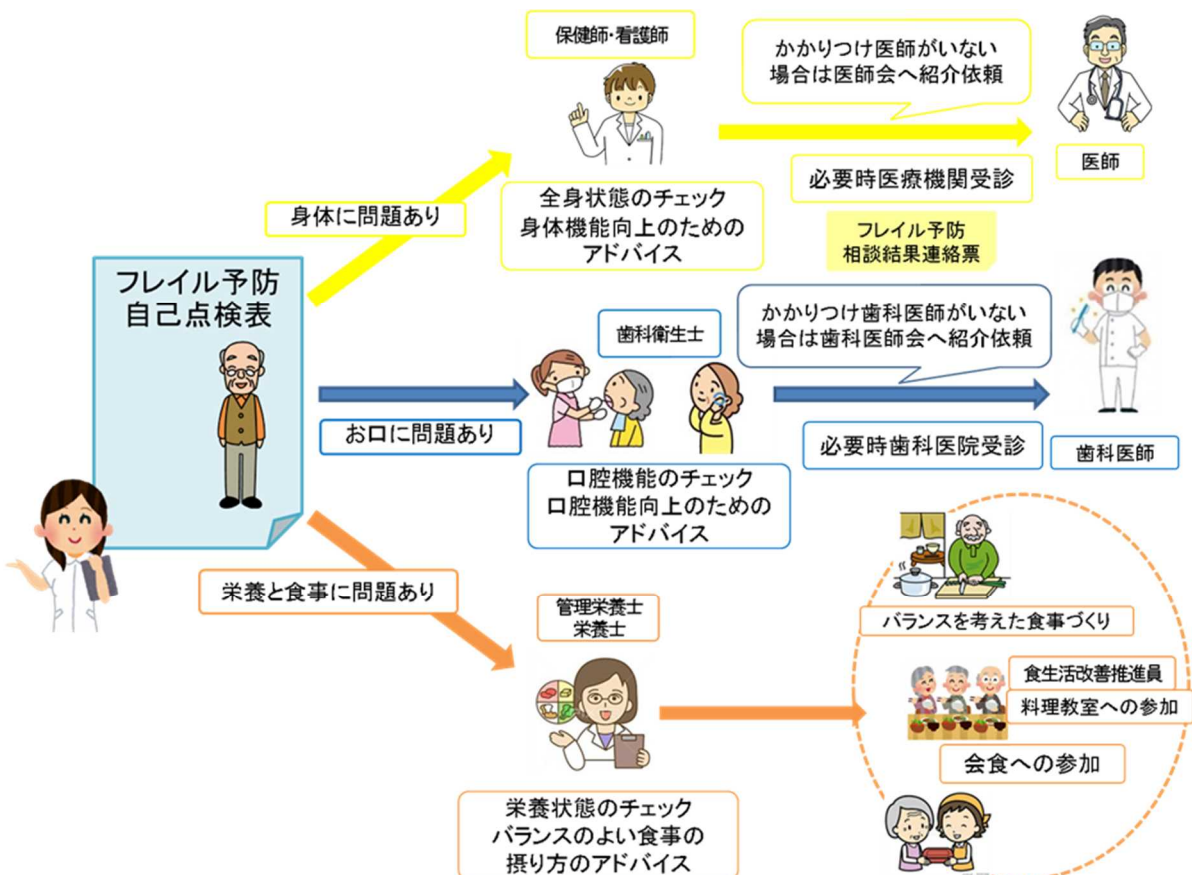 保健師・看護師
かかりつけ医師がいない
場合は医師会へ紹介依頼
医師
必要時医療機関受診
身体に問題あり
全身状態のチェック
身体機能向上のための
アドバイス
フレイル予防
相談結果連絡票
フレイル予防
自己点検表
歯科衛生士
かかりつけ歯科医師がいない
場合は歯科医師会へ紹介依頼
お口に問題あり
必要時歯科医院受診
歯科医師
口腔機能のチェック
口腔機能向上のための
アドバイス
栄養と食事に問題あり
管理栄養士
栄養士
バランスを考えた食事づくり
食生活改善推進員
料理教室への参加
会食への参加
栄養状態のチェック
バランスのよい食事の
摂り方のアドバイス